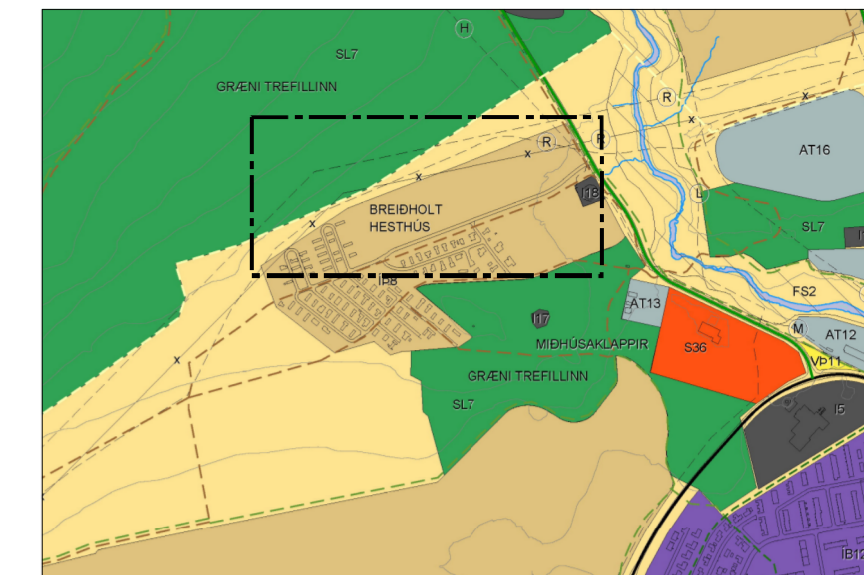 H
SL7
GRÆNI TREFILLINN
R
x
AT16
R
R
x
x
I18
L
x
BREIÐHOLT
HESTHÚS
SL7
x
ÍÞ8
FS2
AT13
I17
M
AT12
MIÐHÚSAKLAPPIR
S36
VÞ11
x
GRÆNI TREFILLINN
SL7
I5
ÍB12